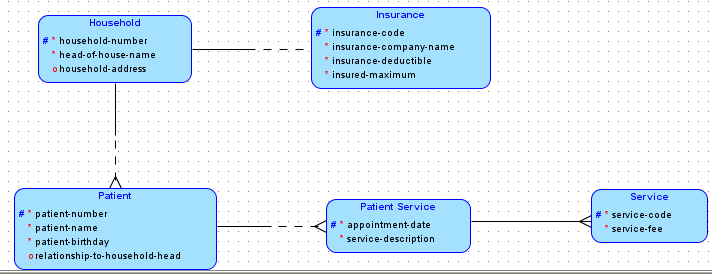 Household
# * household-number
* head-of-house-name
o household-address
Insurance
# * insurance-code
* insurance-company-name
* insurance-deductible
* insured-maximum
Patient
# * patient-number
* patient-name
* patient-birthday
o relationship-to-household-head
Patient Service
# * appointment-date
* service-description
Service
# * service-code
* service-fee